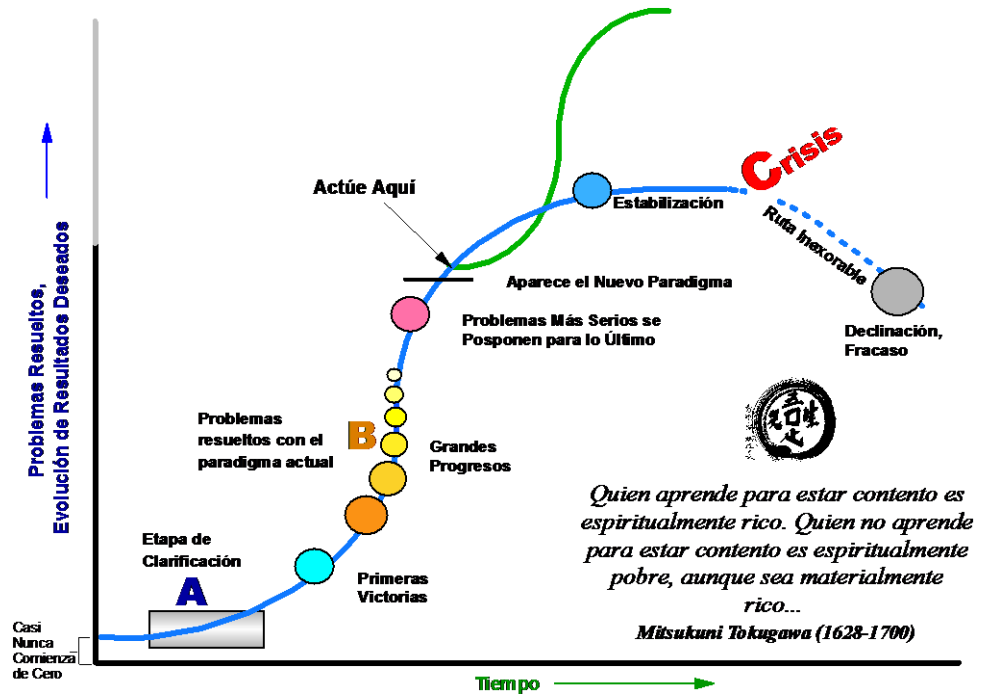 Problemas Resueltos,
Evolución de Resultados Deseados
Crisis
Actúe Aquí
Estabilización
Ruta Inexorable
Aparece el Nuevo Paradigma
Problemas Más Serios se
Posponen para lo Último
Declinación,
Fracaso
Problemas
resueltos con el
paradigma actual
B
Grandes
Progresos
Etapa de
Clarificación
A
Primeras
Victorias
Quien aprende para estar contento es
espiritualmente rico. Quien no aprende
para estar contento es espiritualmente
pobre, aunque sea materialmente
rico...
Mitsukuni Tokugawa (1628-1700)
Casi
Nunca
Comienza
de Cero
Tiempo